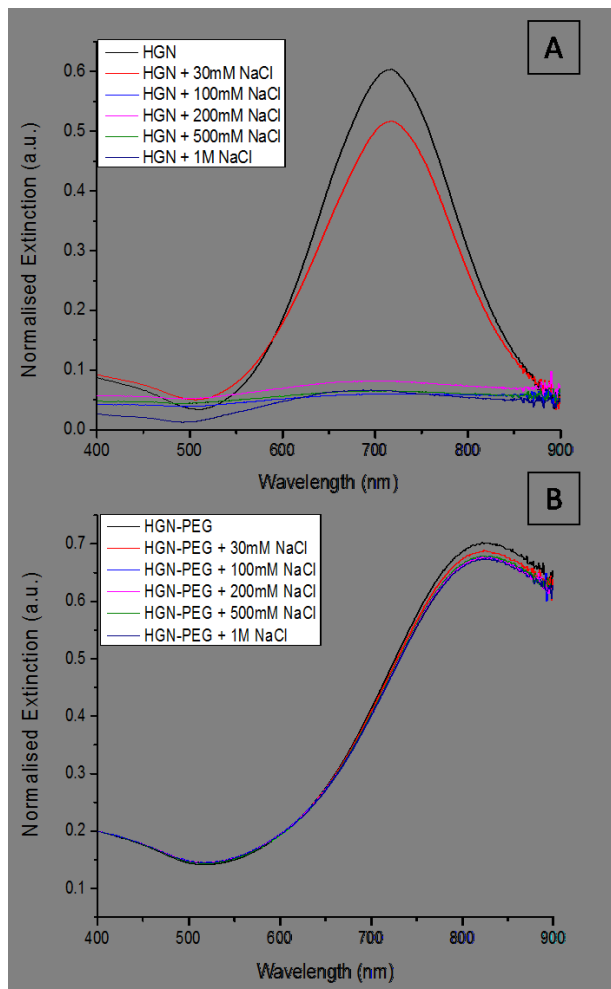 A
HGN
HGN + 30mM NaCl
HGN + 100mM NaCl
HGN + 200mM NaCl
HGN + 500mM NaCl
HGN + 1M NaCl
Normalised Extinction (a.u.)
0.6
0.5
0.4
0.3
0.2
0.1
0.0
400 500 600 700 800 900
Wavelength (nm)
B
HGN-PEG
HGN-PEG + 30mM NaCl
HGN-PEG + 100mM NaCl
HGN-PEG + 200mM NaCl
HGN-PEG + 500mM NaCl
HGN-PEG + 1M NaCl
Normalised Extinction (a.u.)
0.7
0.6
0.5
0.4
0.3
0.2
0.1
400 500 600 700 800 900
Wavelength (nm)